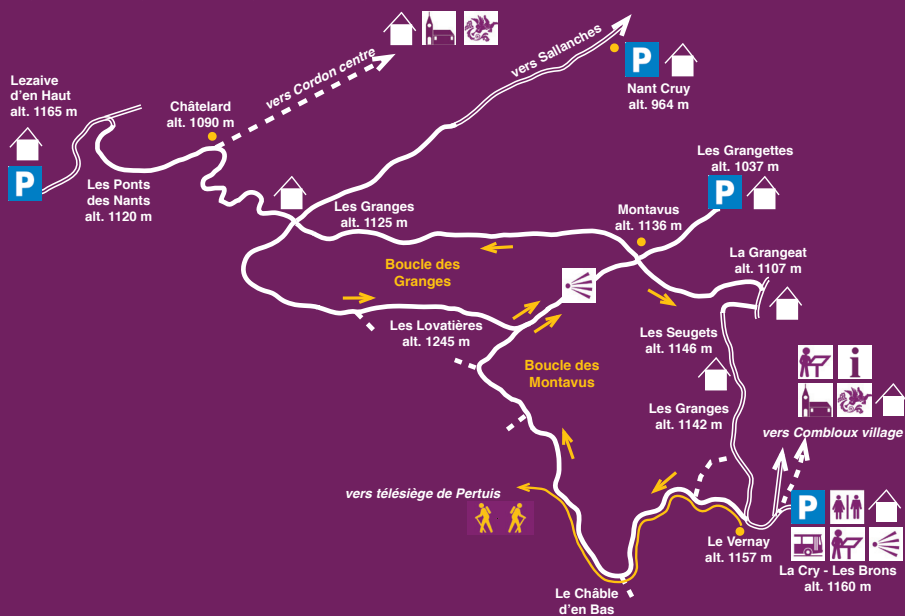 vers Cordon centre
vers Sallanches
P
Nant Cruy
alt. 964 m
Lezaive
d'en Haut
alt. 1165 m
P
Châtelard
alt. 1090 m
Les Ponts
des Nants
alt. 1120 m
Les Grangettes
alt. 1037 m
P
Les Granges
alt. 1125 m
Montavus
alt. 1136 m
La Grangeat
alt. 1107 m
Boucle des
Granges
Les Lovatières
alt. 1245 m
Les Seugets
alt. 1146 m
Boucle des
Montavus
i
Les Granges
alt. 1142 m
vers Combloux village
vers télésiège de Pertuis
P
Le Vernay
alt. 1157 m
La Cry - Les Brons
alt. 1160 m
Le Châble
d'en Bas